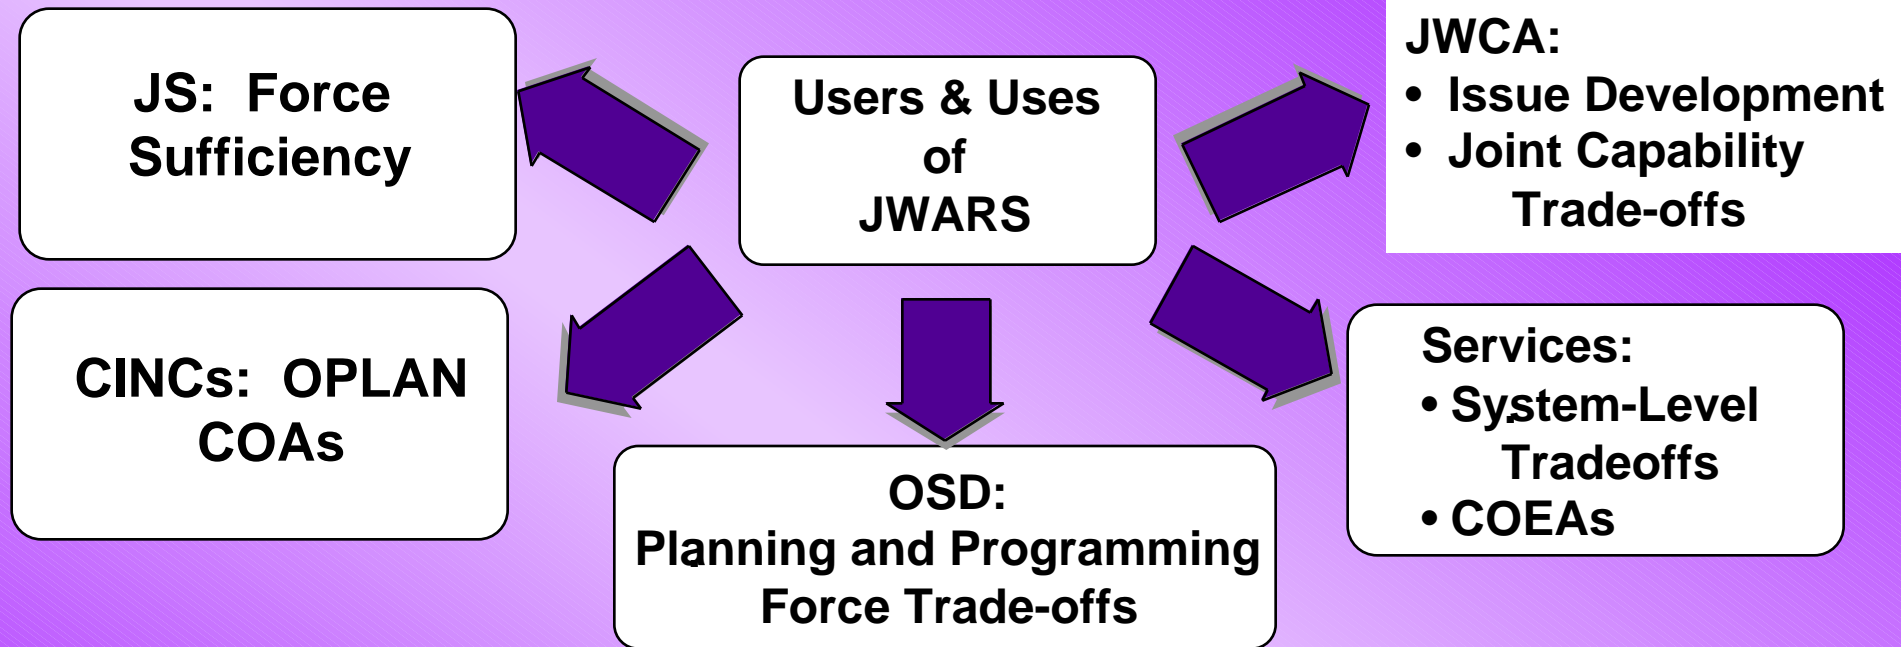 JS: Force
Sufficiency
Users & Uses
of
JWARS
JWCA:
• Issue Development
• Joint Capability
Trade-offs
CINCs: OPLAN
COAs
OSD:
Planning and Programming
Force Trade-offs
Services:
• System-Level
Tradeoffs
• COEAs